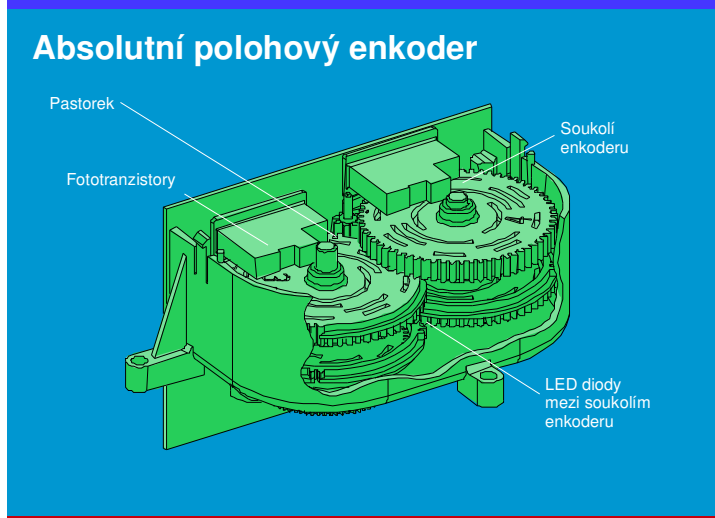 Absolutní polohový enkoder
Pastorek
Soukolí
enkoderu
Fototranzistory
LED diody
mezi soukolím
enkoderu